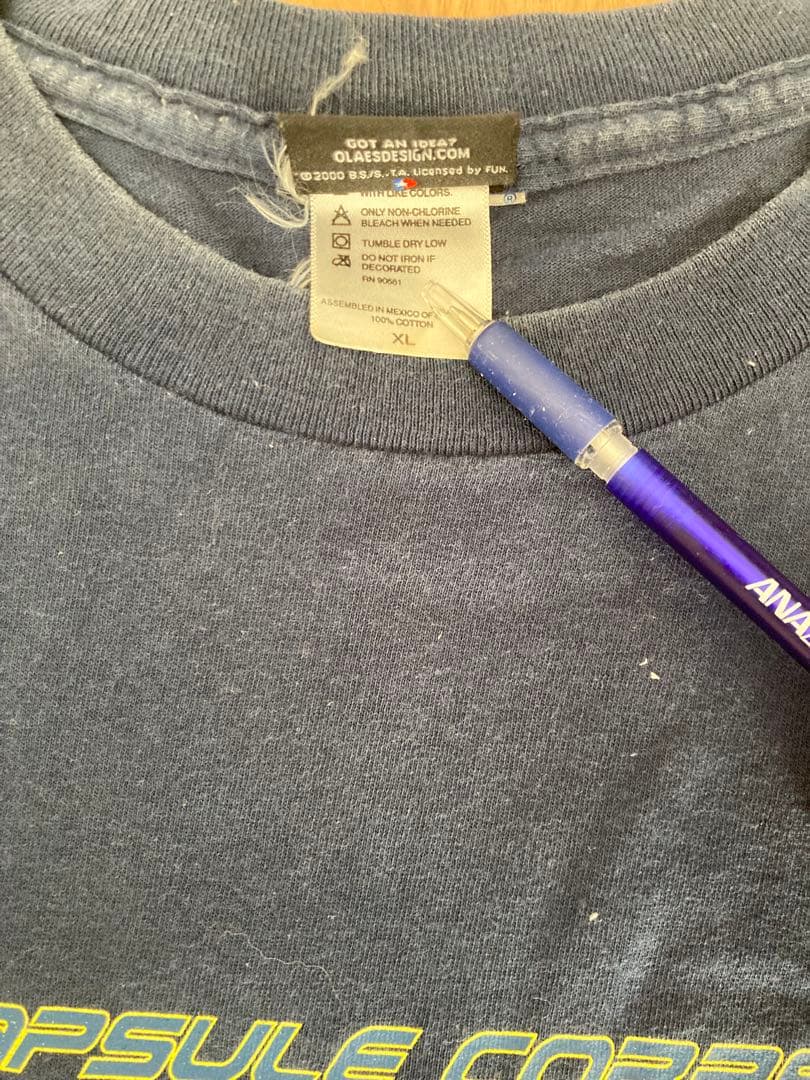 GOT AN IDEA?
OLAESDESIGN.COM
©2000 B.S./S.,T.A. Licensed by FUN.
WITH LIKE COLORS.
®
ONLY NON-CHLORINE
BLEACH WHEN NEEDED
TUMBLE DRY LOW
DO NOT IRON IF
DECORATED
RN 90561
ASSEMBLED IN MEXICO OF
100% COTTON
XL
ANA
APSULE CORP